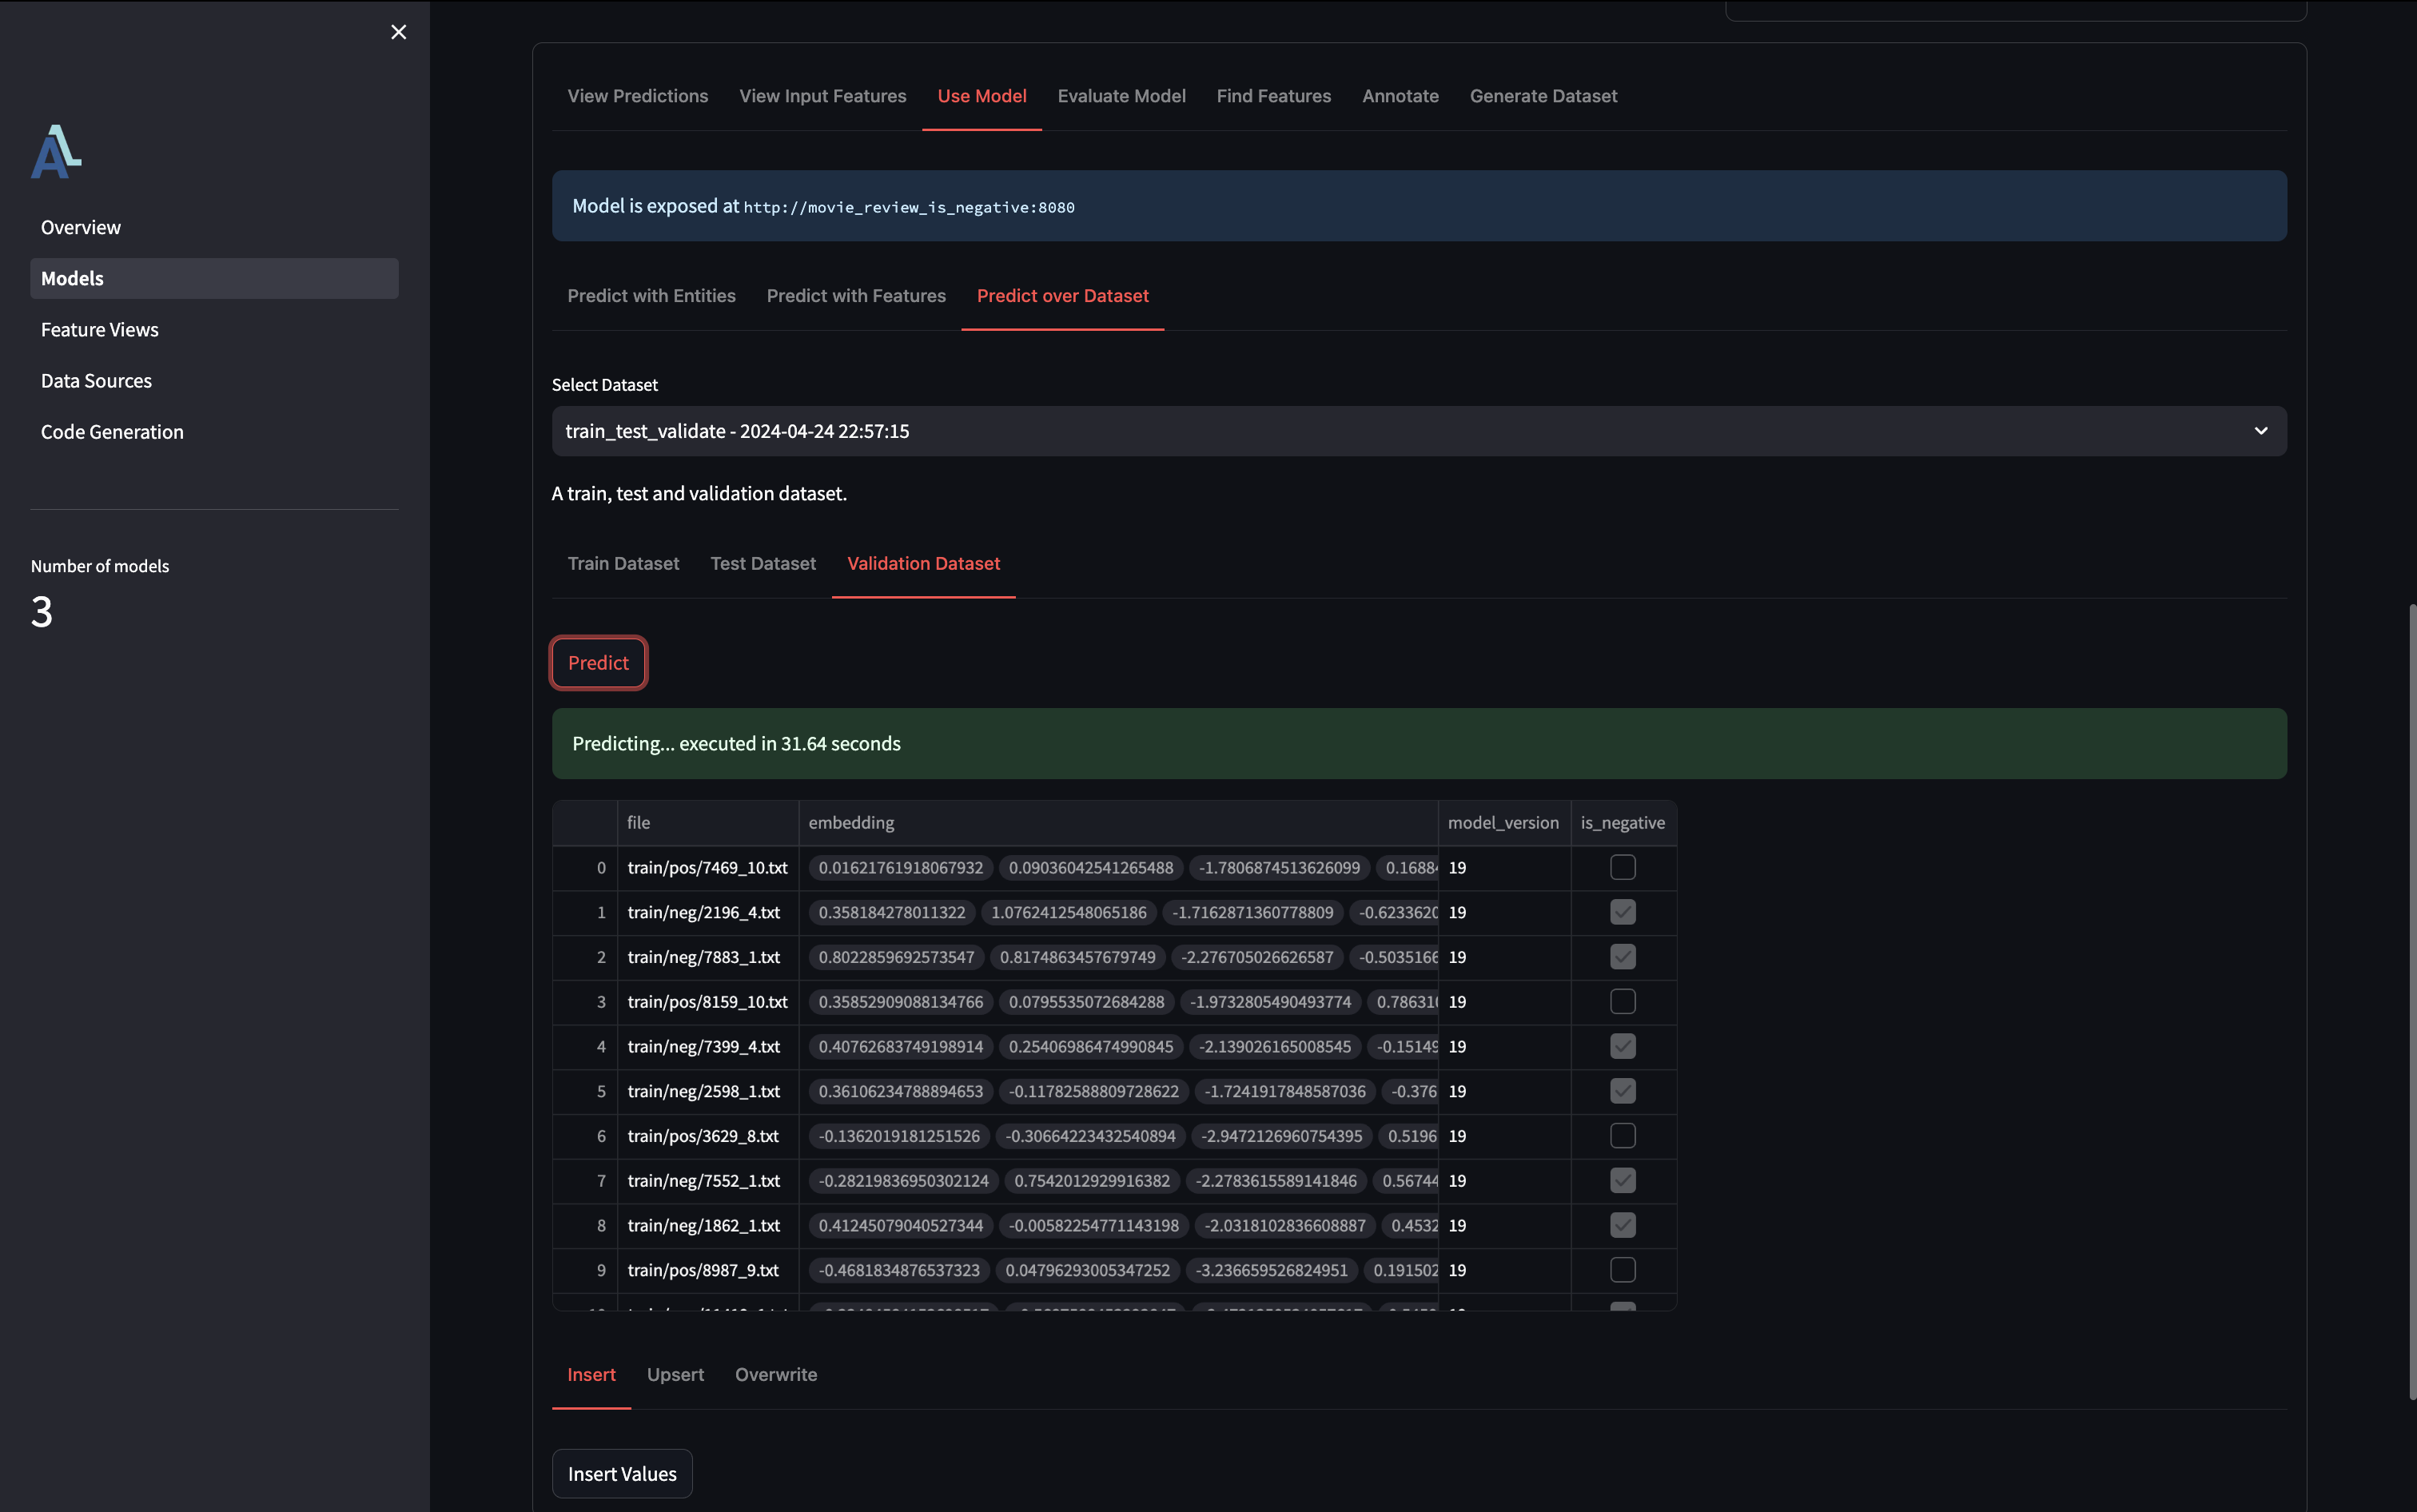 Overview
Models
Feature Views
Data Sources
Code Generation
Number of models
3
View Predictions View Input Features Use Model Evaluate Model Find Features Annotate Generate Dataset
Model is exposed at http://movie_review_is_negative:8080
Predict with Entities Predict with Features Predict over Dataset
Select Dataset
train_test_validate - 2024-04-24 22:57:15
A train, test and validation dataset.
Train Dataset Test Dataset Validation Dataset
Predict
Predicting... executed in 31.64 seconds
file embedding model_version is_negative
0 train/pos/7469_10.txt 0.01621761918067932 0.09036042541265488 -1.7806874513626099 0.1688 19
1 train/neg/2196_4.txt 0.358184278011322 1.0762412548065186 -1.7162871360778809 -0.6233620 19
2 train/neg/7883_1.txt 0.8022859692573547 0.8174863457679749 -2.276705026626587 -0.5035166 19
3 train/pos/8159_10.txt 0.35852909088134766 0.0795535072684288 -1.9732805490493774 0.78631 19
4 train/neg/7399_4.txt 0.40762683749198914 0.25406986474990845 -2.139026165008545 -0.15149 19
5 train/neg/2598_1.txt 0.36106234788894653 -0.11782588809728622 -1.7241917848587036 -0.376 19
6 train/pos/3629_8.txt -0.1362019181251526 -0.30664223432540894 -2.9472126960754395 0.5196 19
7 train/neg/7552_1.txt -0.28219836950302124 0.7542012929916382 -2.2783615589141846 0.56744 19
8 train/neg/1862_1.txt 0.41245079040527344 -0.00582254771143198 -2.0318102836608887 0.4532 19
9 train/pos/8987_9.txt -0.4681834876537323 0.04796293005347252 -3.236659526824951 0.191502 19
Insert Upsert Overwrite
Insert Values